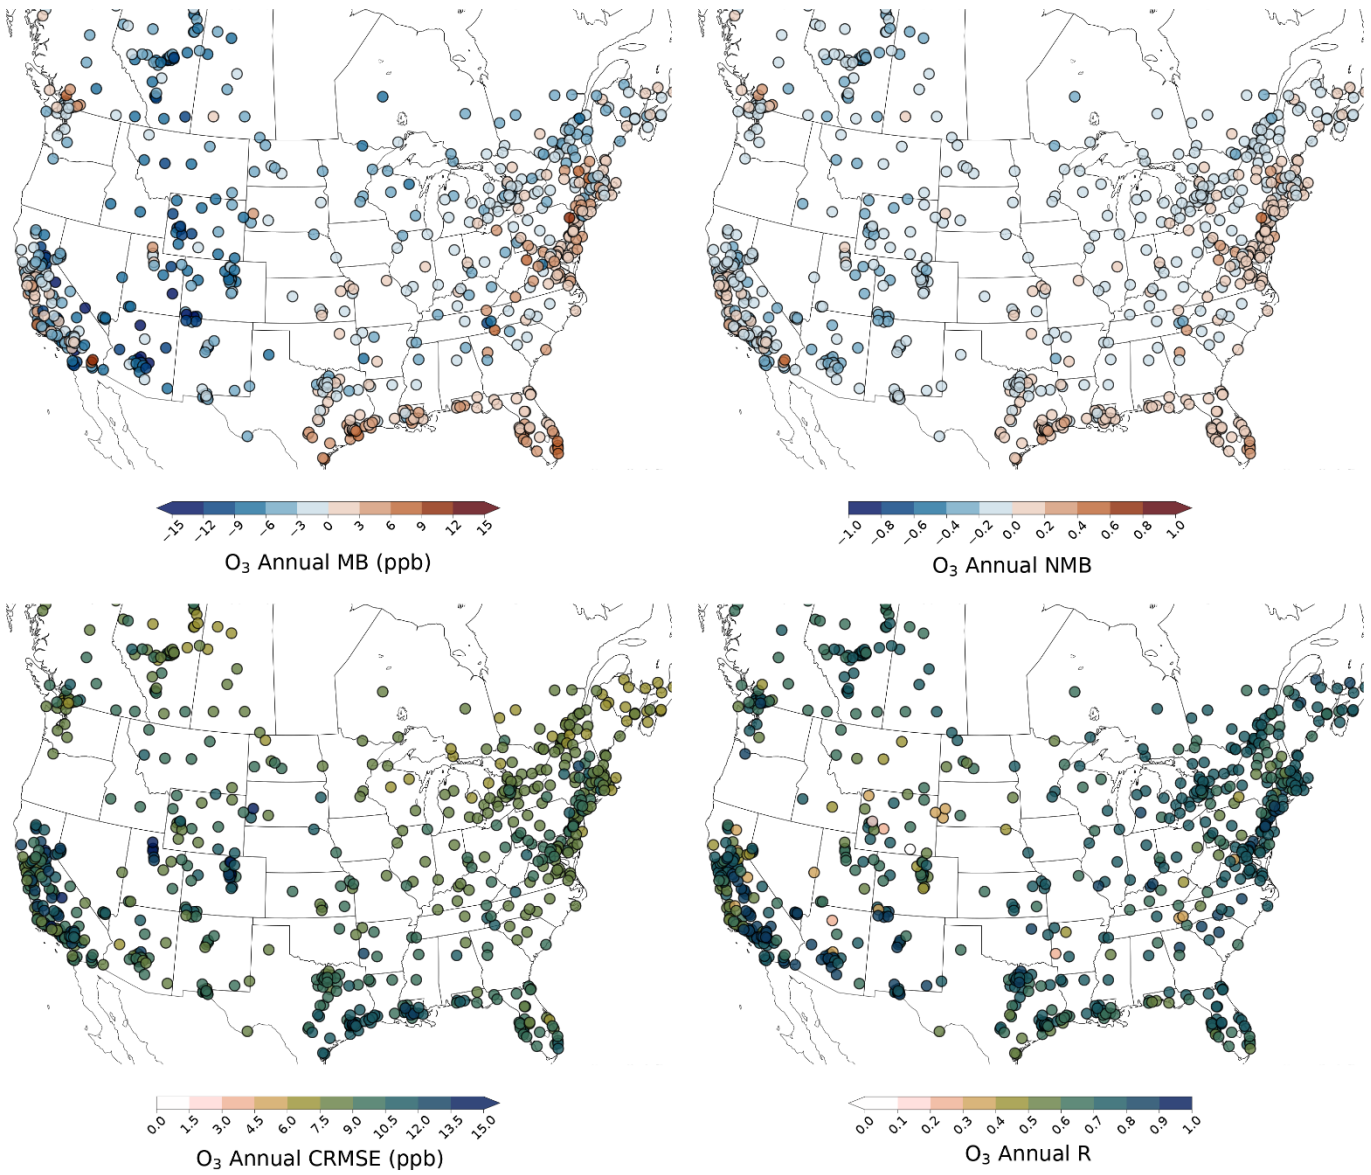 −15 −12 −9 −6 −3 0 3 6 9 12 15
O₃ Annual MB (ppb)
−1.0 −0.8 −0.6 −0.4 −0.2 0.0 0.2 0.4 0.6 0.8 1.0
O₃ Annual NMB
0.0 1.5 3.0 4.5 6.0 7.5 9.0 10.5 12.0 13.5 15.0
O₃ Annual CRMSE (ppb)
0.0 0.1 0.2 0.3 0.4 0.5 0.6 0.7 0.8 0.9 1.0
O₃ Annual R